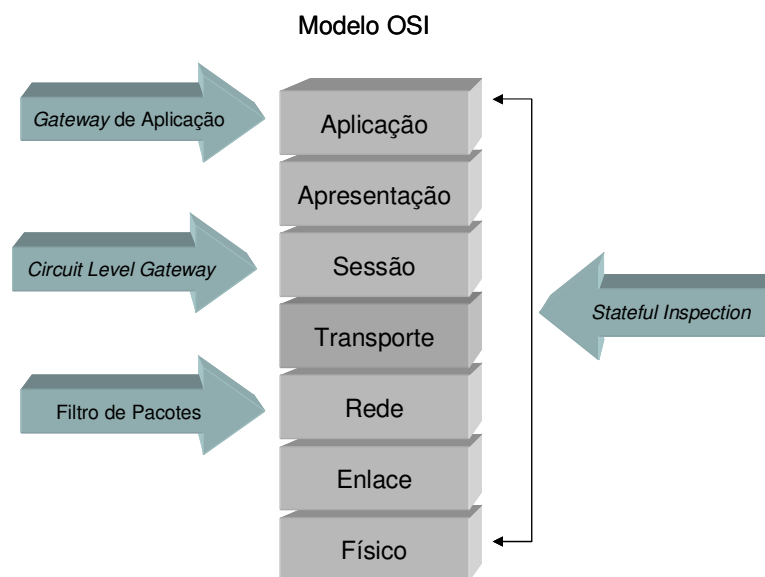 Modelo OSI
Gateway de Aplicação
Aplicação
Apresentação
Circuit Level Gateway
Sessão
Stateful Inspection
Transporte
Filtro de Pacotes
Rede
Enlace
Físico